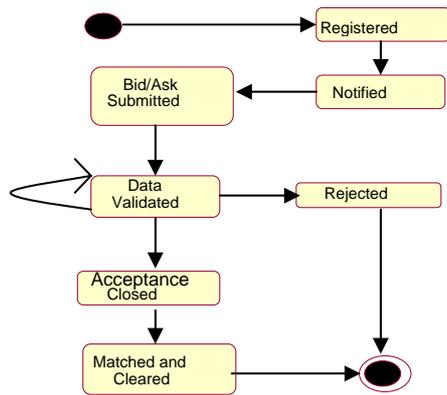 Registered
Notified
Bid/Ask
Submitted
Data
Validated
Rejected
Acceptance
Closed
Matched and
Cleared